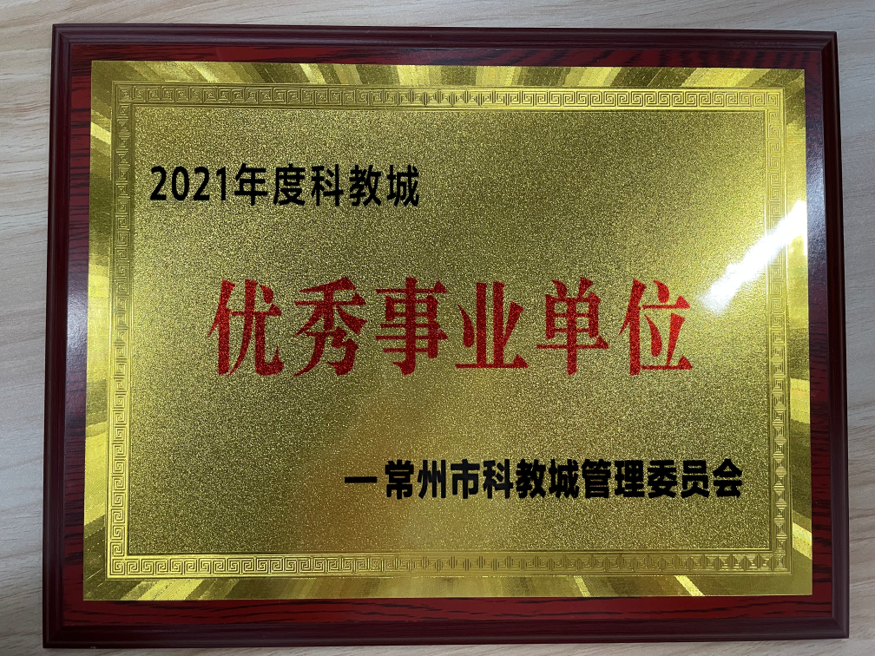 2021年度科教城
优秀事业单位
—常州市科教城管理委员会